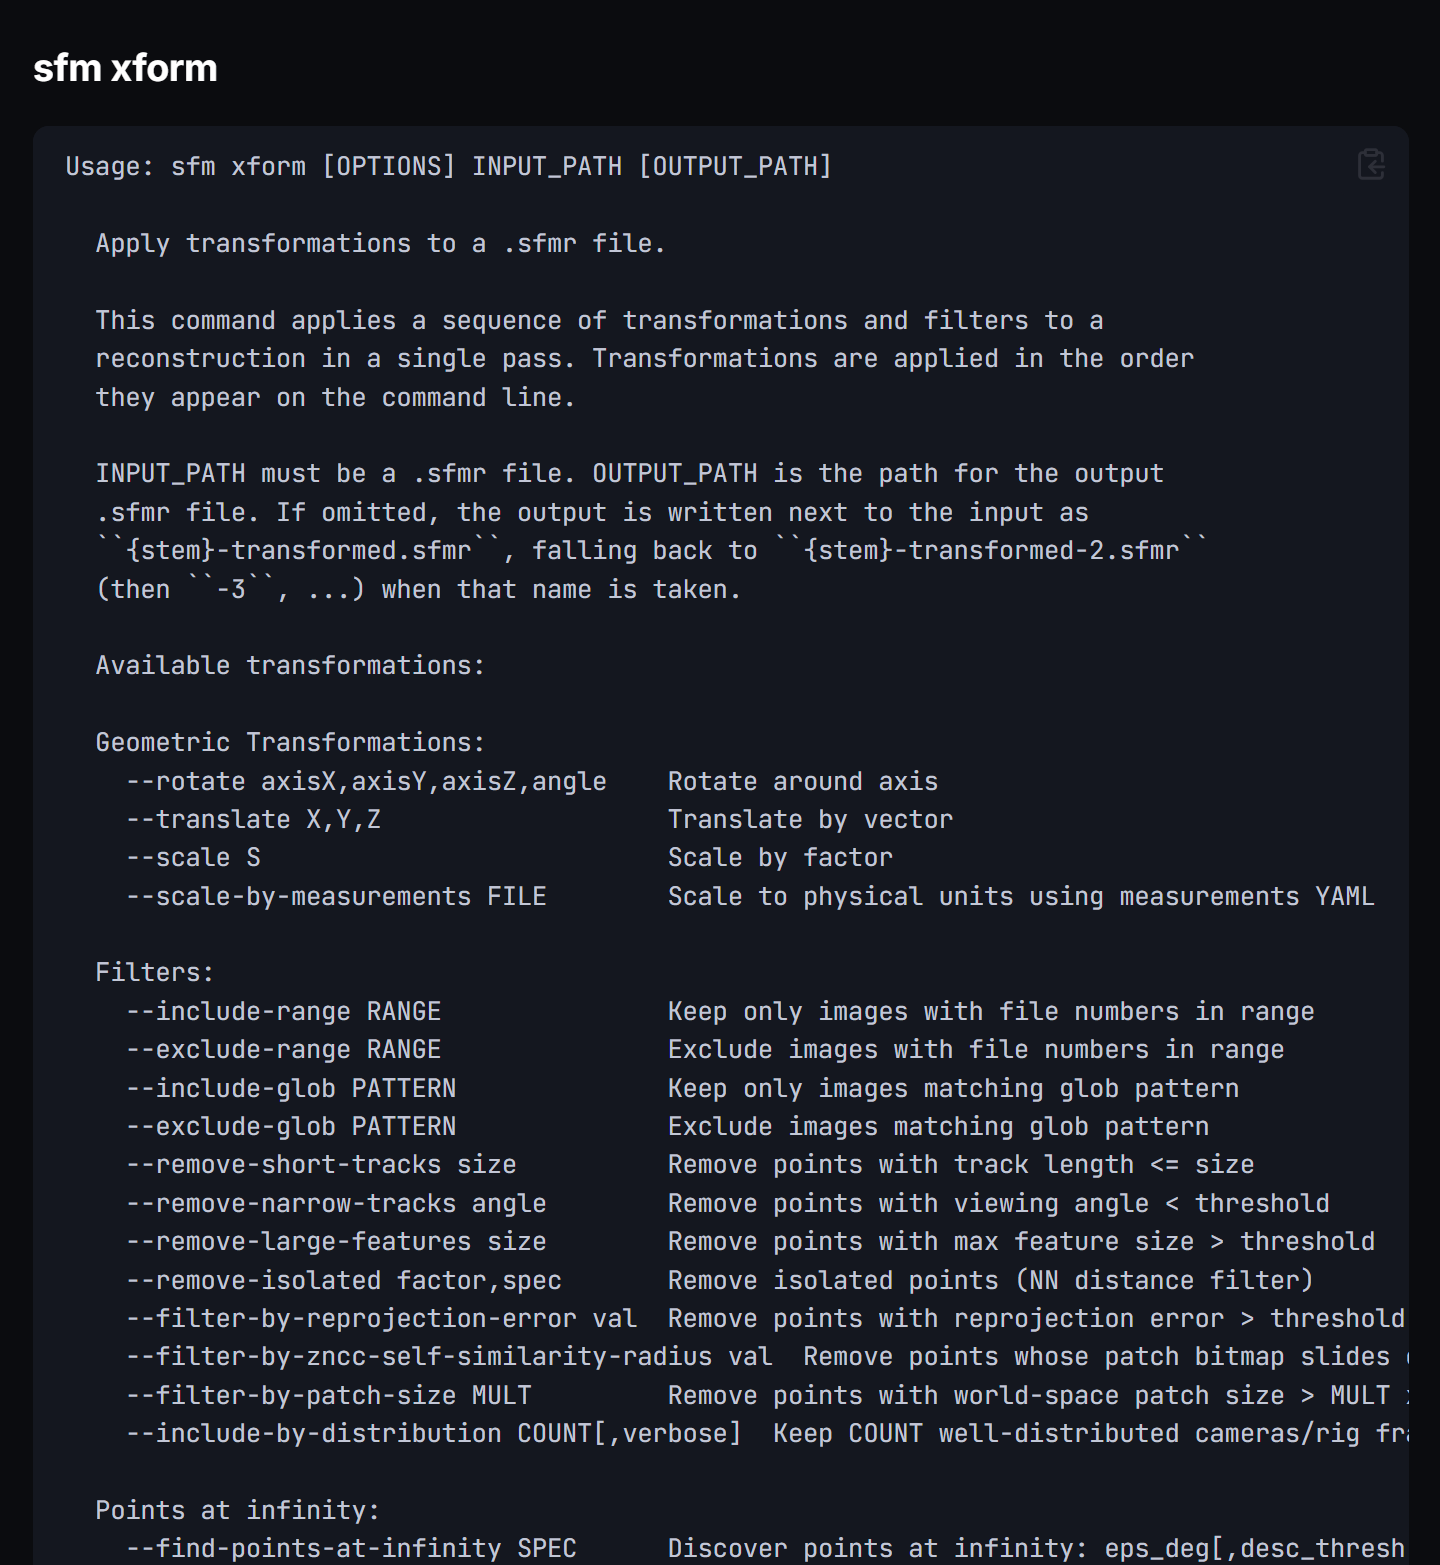 sfm xform
Usage: sfm xform [OPTIONS] INPUT_PATH [OUTPUT_PATH]
Apply transformations to a .sfmr file.
This command applies a sequence of transformations and filters to a
reconstruction in a single pass. Transformations are applied in the order
they appear on the command line.
INPUT_PATH must be a .sfmr file. OUTPUT_PATH is the path for the output
.sfmr file. If omitted, the output is written next to the input as
``{stem}-transformed.sfmr``, falling back to ``{stem}-transformed-2.sfmr``
(then ``-3``, ...) when that name is taken.
Available transformations:
Geometric Transformations:
--rotate axisX,axisY,axisZ,angle    Rotate around axis
--translate X,Y,Z                   Translate by vector
--scale S                           Scale by factor
--scale-by-measurements FILE        Scale to physical units using measurements YAML
Filters:
--include-range RANGE               Keep only images with file numbers in range
--exclude-range RANGE               Exclude images with file numbers in range
--include-glob PATTERN              Keep only images matching glob pattern
--exclude-glob PATTERN              Exclude images matching glob pattern
--remove-short-tracks size          Remove points with track length <= size
--remove-narrow-tracks angle        Remove points with viewing angle < threshold
--remove-large-features size        Remove points with max feature size > threshold
--remove-isolated factor,spec       Remove isolated points (NN distance filter)
--filter-by-reprojection-error val  Remove points with reprojection error > threshold
--filter-by-zncc-self-similarity-radius val  Remove points whose patch bitmap slides
--filter-by-patch-size MULT         Remove points with world-space patch size > MULT
--include-by-distribution COUNT[,verbose]  Keep COUNT well-distributed cameras/rig
Points at infinity:
--find-points-at-infinity SPEC      Discover points at infinity: eps_deg[,desc_thresh